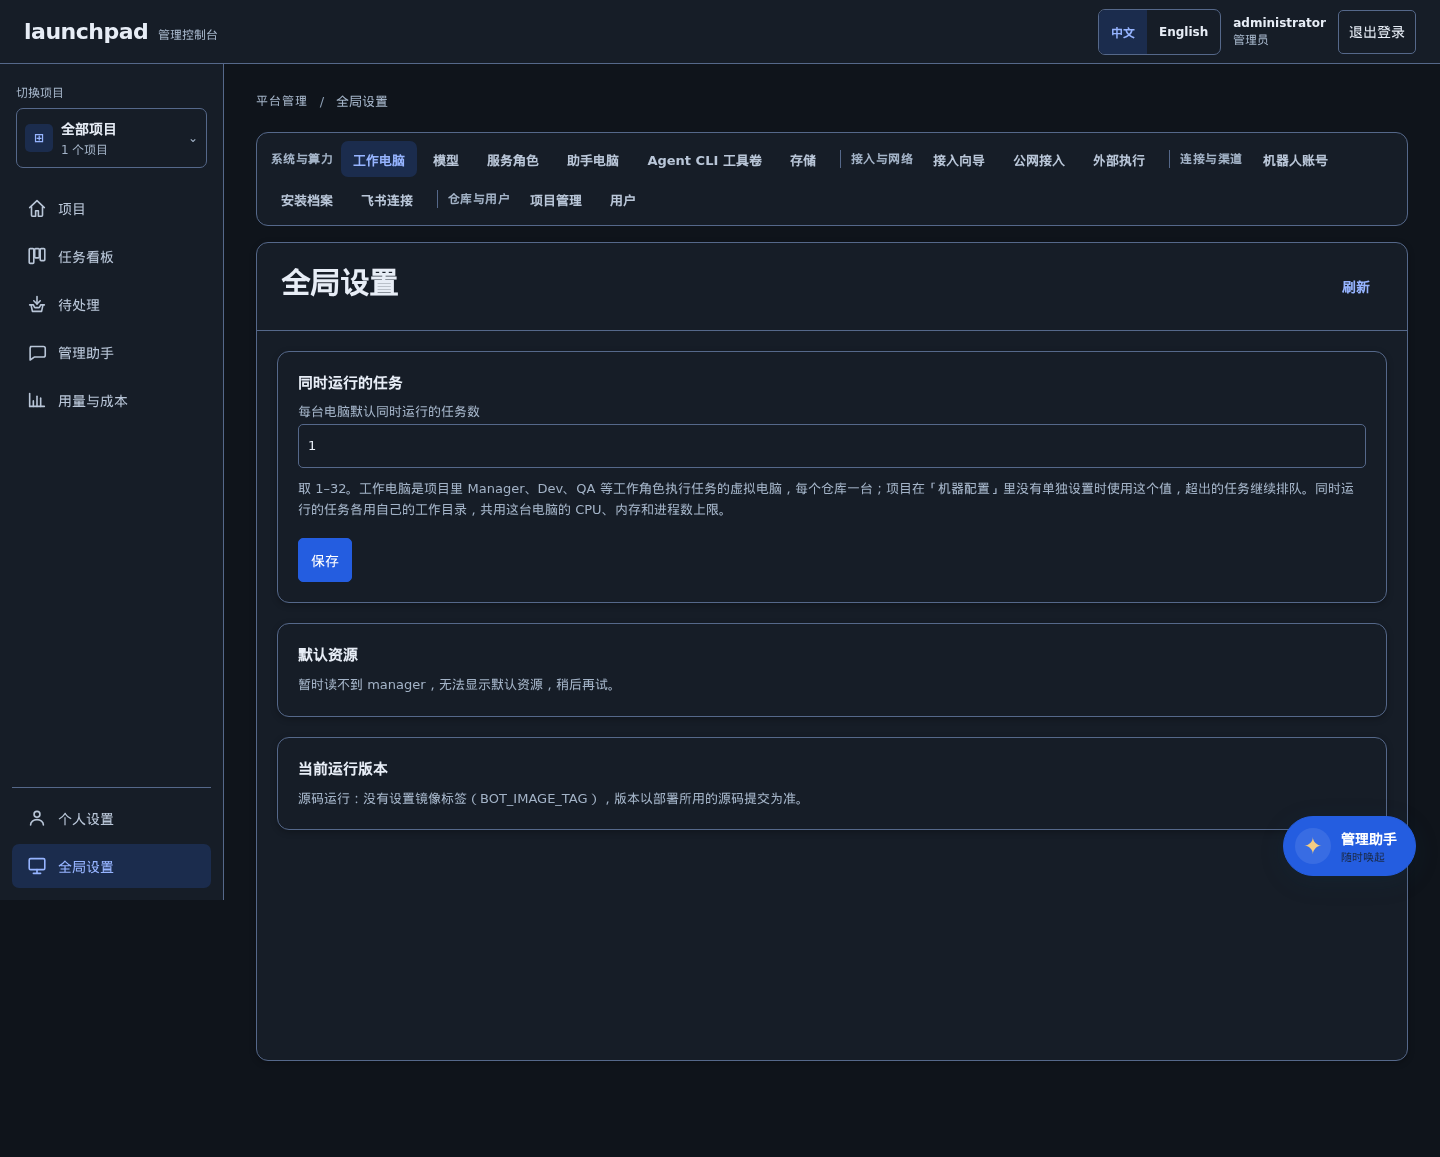 launchpad 管理控制台
中文 English
administrator
管理员
退出登录
切换项目
全部项目
1 个项目
项目
任务看板
待处理
管理助手
用量与成本
个人设置
全局设置
平台管理 / 全局设置
系统与算力 工作电脑 模型 服务角色 助手电脑 Agent CLI 工具卷 存储 接入与网络 接入向导 公网接入 外部执行 连接与渠道 机器人账号
安装档案 飞书连接 仓库与用户 项目管理 用户
全局设置
刷新
同时运行的任务
每台电脑默认同时运行的任务数
1
取 1–32。工作电脑是项目里 Manager、Dev、QA 等工作角色执行任务的虚拟电脑，每个仓库一台；项目在「机器配置」里没有单独设置时使用这个值，超出的任务继续排队。同时运
行的任务各用自己的工作目录，共用这台电脑的 CPU、内存和进程数上限。
保存
默认资源
暂时读不到 manager，无法显示默认资源，稍后再试。
当前运行版本
源码运行：没有设置镜像标签（BOT_IMAGE_TAG），版本以部署所用的源码提交为准。
管理助手
随时唤起